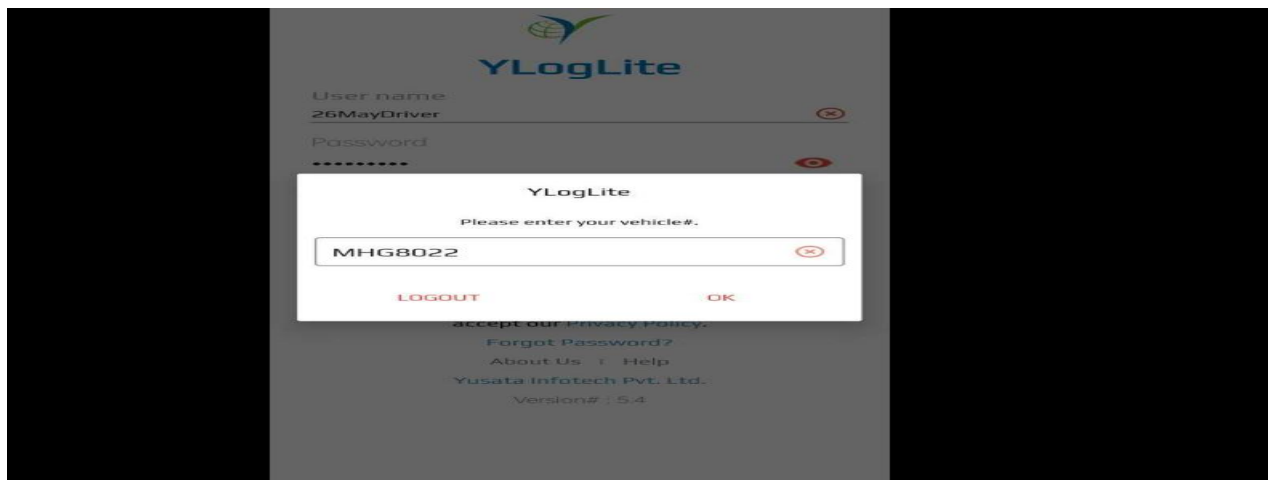 YLogLite
User name
26MayDriver
Password
•••••••••
YLogLite
Please enter your vehicle#.
MHG8022
LOGOUT OK
accept our Privacy Policy.
Forgot Password?
About Us | Help
Yusata Infotech Pvt. Ltd.
Version# : 5.4